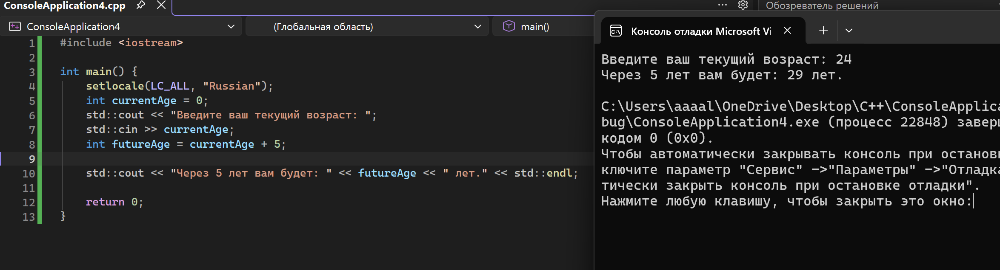 ConsoleApplication4.cpp
Обозреватель решений
ConsoleApplication4
(Глобальная область)
main()
1 #include <iostream>
2
3 int main() {
4 setlocale(LC_ALL, "Russian");
5 int currentAge = 0;
6 std::cout << "Введите ваш текущий возраст: ";
7 std::cin >> currentAge;
8 int futureAge = currentAge + 5;
9
10 std::cout << "Через 5 лет вам будет: " << futureAge << " лет." << std::endl;
11
12 return 0;
13 }
Консоль отладки Microsoft Vi
Введите ваш текущий возраст: 24
Через 5 лет вам будет: 29 лет.
C:\Users\aaaal\OneDrive\Desktop\C++\ConsoleApplica
bug\ConsoleApplication4.exe (процесс 22848) заверш
кодом 0 (0x0).
Чтобы автоматически закрывать консоль при остановк
ключите параметр "Сервис" ->"Параметры" ->"Отладка
тически закрыть консоль при остановке отладки".
Нажмите любую клавишу, чтобы закрыть это окно: